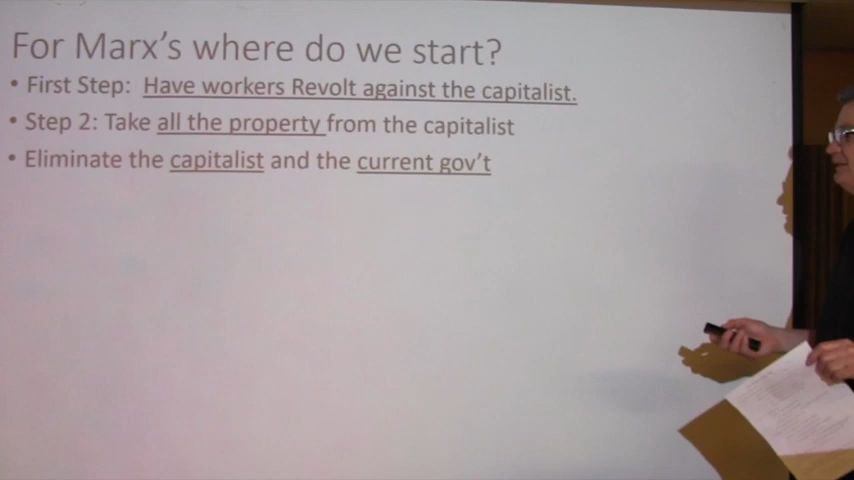 For Marx's where do we start?
• First Step: Have workers Revolt against the capitalist.
• Step 2: Take all the property from the capitalist
• Eliminate the capitalist and the current gov't